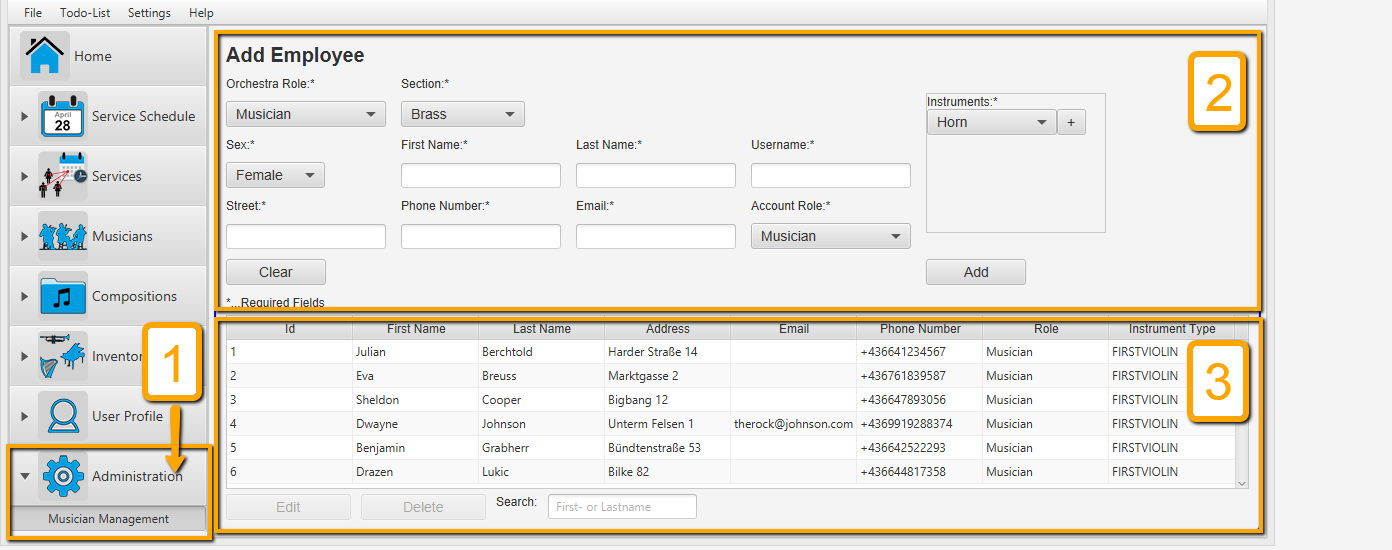 File Todo-List Settings Help
Home
Service Schedule
April
28
Services
Musicians
Compositions
Inventor
User Profile
Administration
Musician Management
1
Add Employee
2
Orchestra Role:* Section:*
Musician Brass
Instruments:*
Horn +
Sex:* First Name:* Last Name:* Username:*
Female
Street:* Phone Number:* Email:* Account Role:*
Musician
Clear Add
*...Required Fields
Id First Name Last Name Address Email Phone Number Role Instrument Type
1 Julian Berchtold Harder Straße 14 +436641234567 Musician FIRSTVIOLIN
2 Eva Breuss Marktgasse 2 +436761839587 Musician FIRSTVIOLIN
3 Sheldon Cooper Bigbang 12 +436647893056 Musician FIRSTVIOLIN
4 Dwayne Johnson Unterm Felsen 1 therock@johnson.com +4369919288374 Musician FIRSTVIOLIN
5 Benjamin Grabherr Bündtenstraße 53 +436642522293 Musician FIRSTVIOLIN
6 Drazen Lukic Bilke 82 +436644817358 Musician FIRSTVIOLIN
3
Edit Delete Search: First- or Lastname